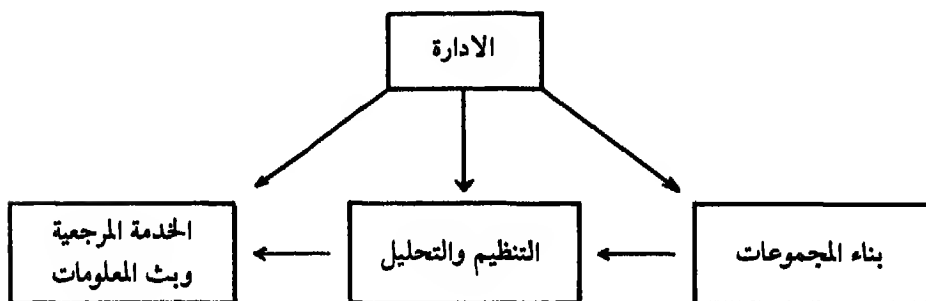 الادارة
بناء المجموعات
التنظيم والتحليل
الخدمة المرجعية
وبث المعلومات